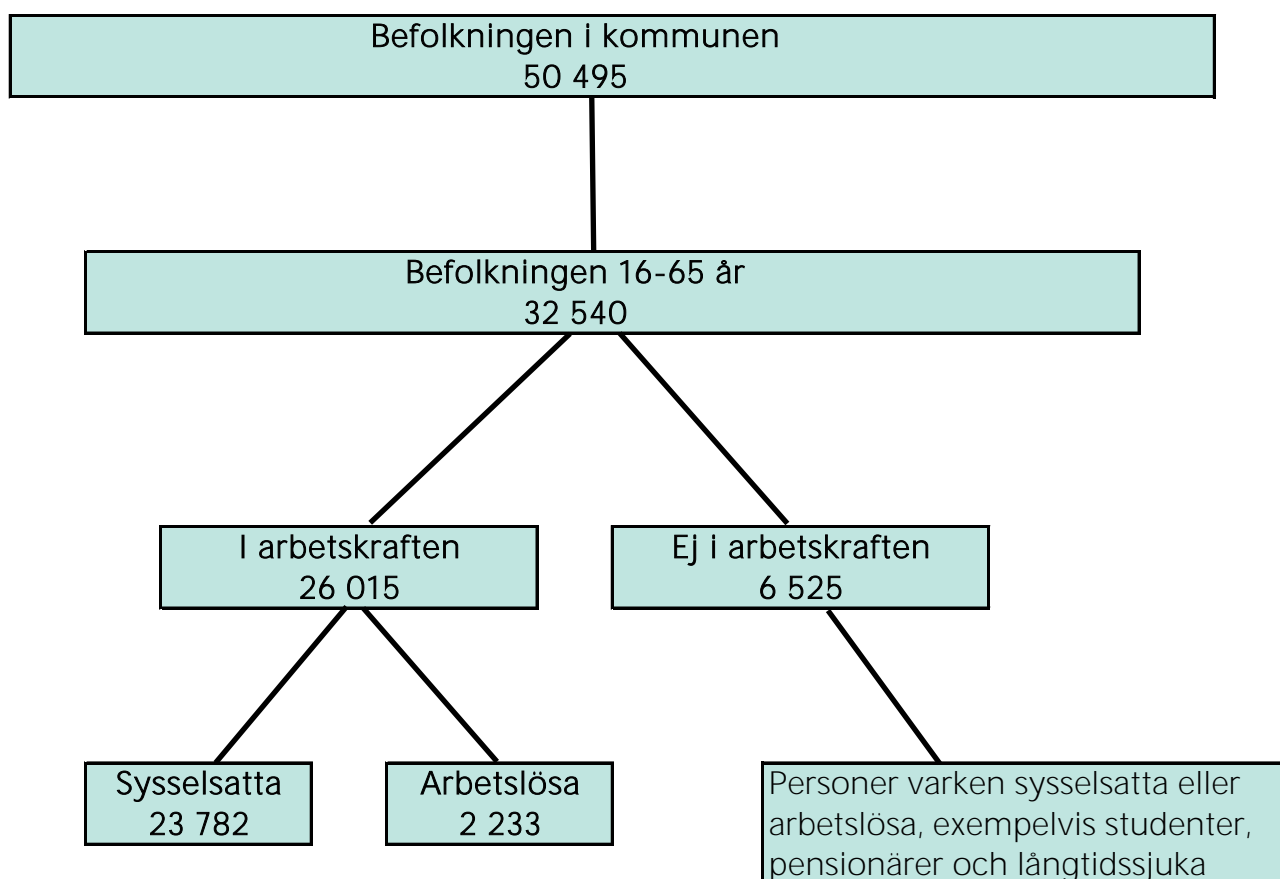 Befolkningen i kommunen
50 495
Befolkningen 16-65 år
32 540
I arbetskraften
26 015
Ej i arbetskraften
6 525
Sysselsatta
23 782
Arbetslösa
2 233
Personer varken sysselsatta eller
arbetslösa, exempelvis studenter,
pensionärer och långtidssjuka